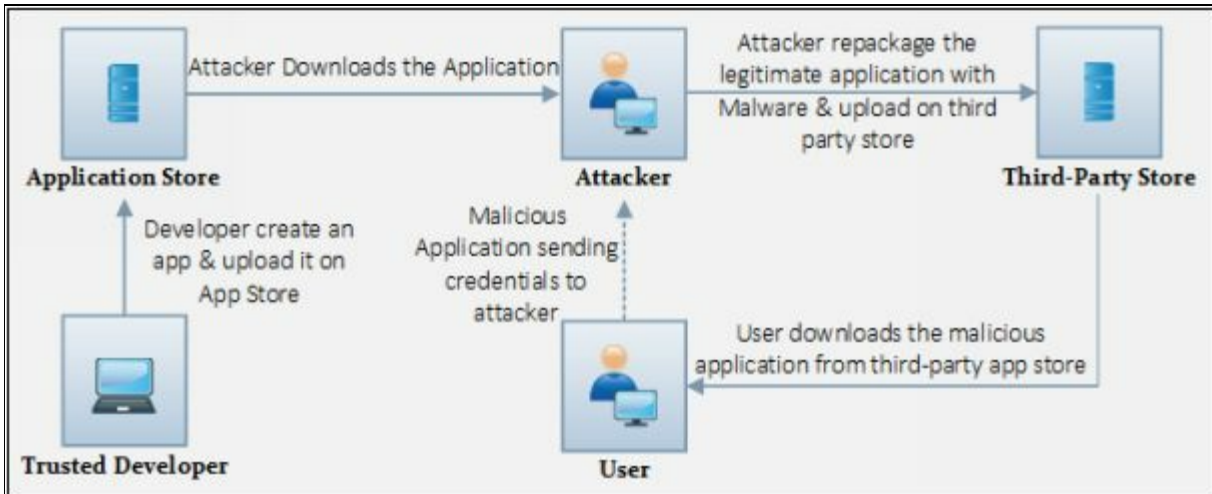 Attacker Downloads the Application
Attacker repackage the
legitimate application with
Malware & upload on third
party store
Application Store
Attacker
Third-Party Store
Developer create an
app & upload it on
App Store
Malicious
Application sending
credentials to
attacker
User downloads the malicious
application from third-party app store
Trusted Developer
User